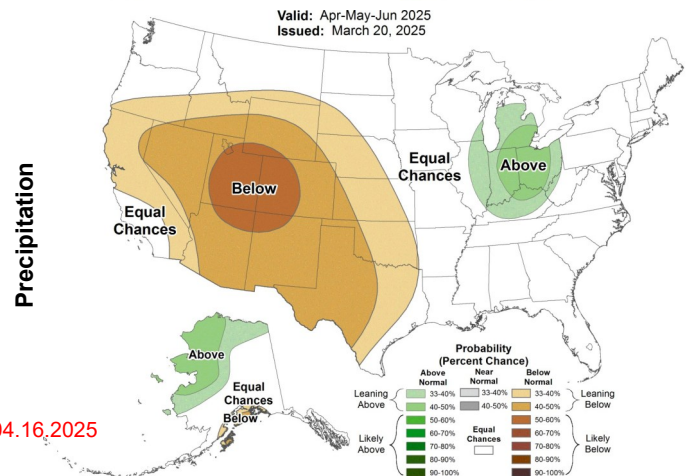 Valid: Apr-May-Jun 2025
Issued: March 20, 2025
Precipitation
Equal
Chances
Above
Below
Equal
Chances
Above
Equal
Chances
Below
04.16.2025
Probability
(Percent Chance)
Above
Normal
Near
Normal
Below
Normal
Leaning
Above
33-40%
33-40%
33-40%
Leaning
Below
40-50%
40-50%
40-50%
Likely
Above
50-60%
60-70%
70-80%
80-90%
90-100%
Equal
Chances
50-60%
60-70%
70-80%
80-90%
90-100%
Likely
Below